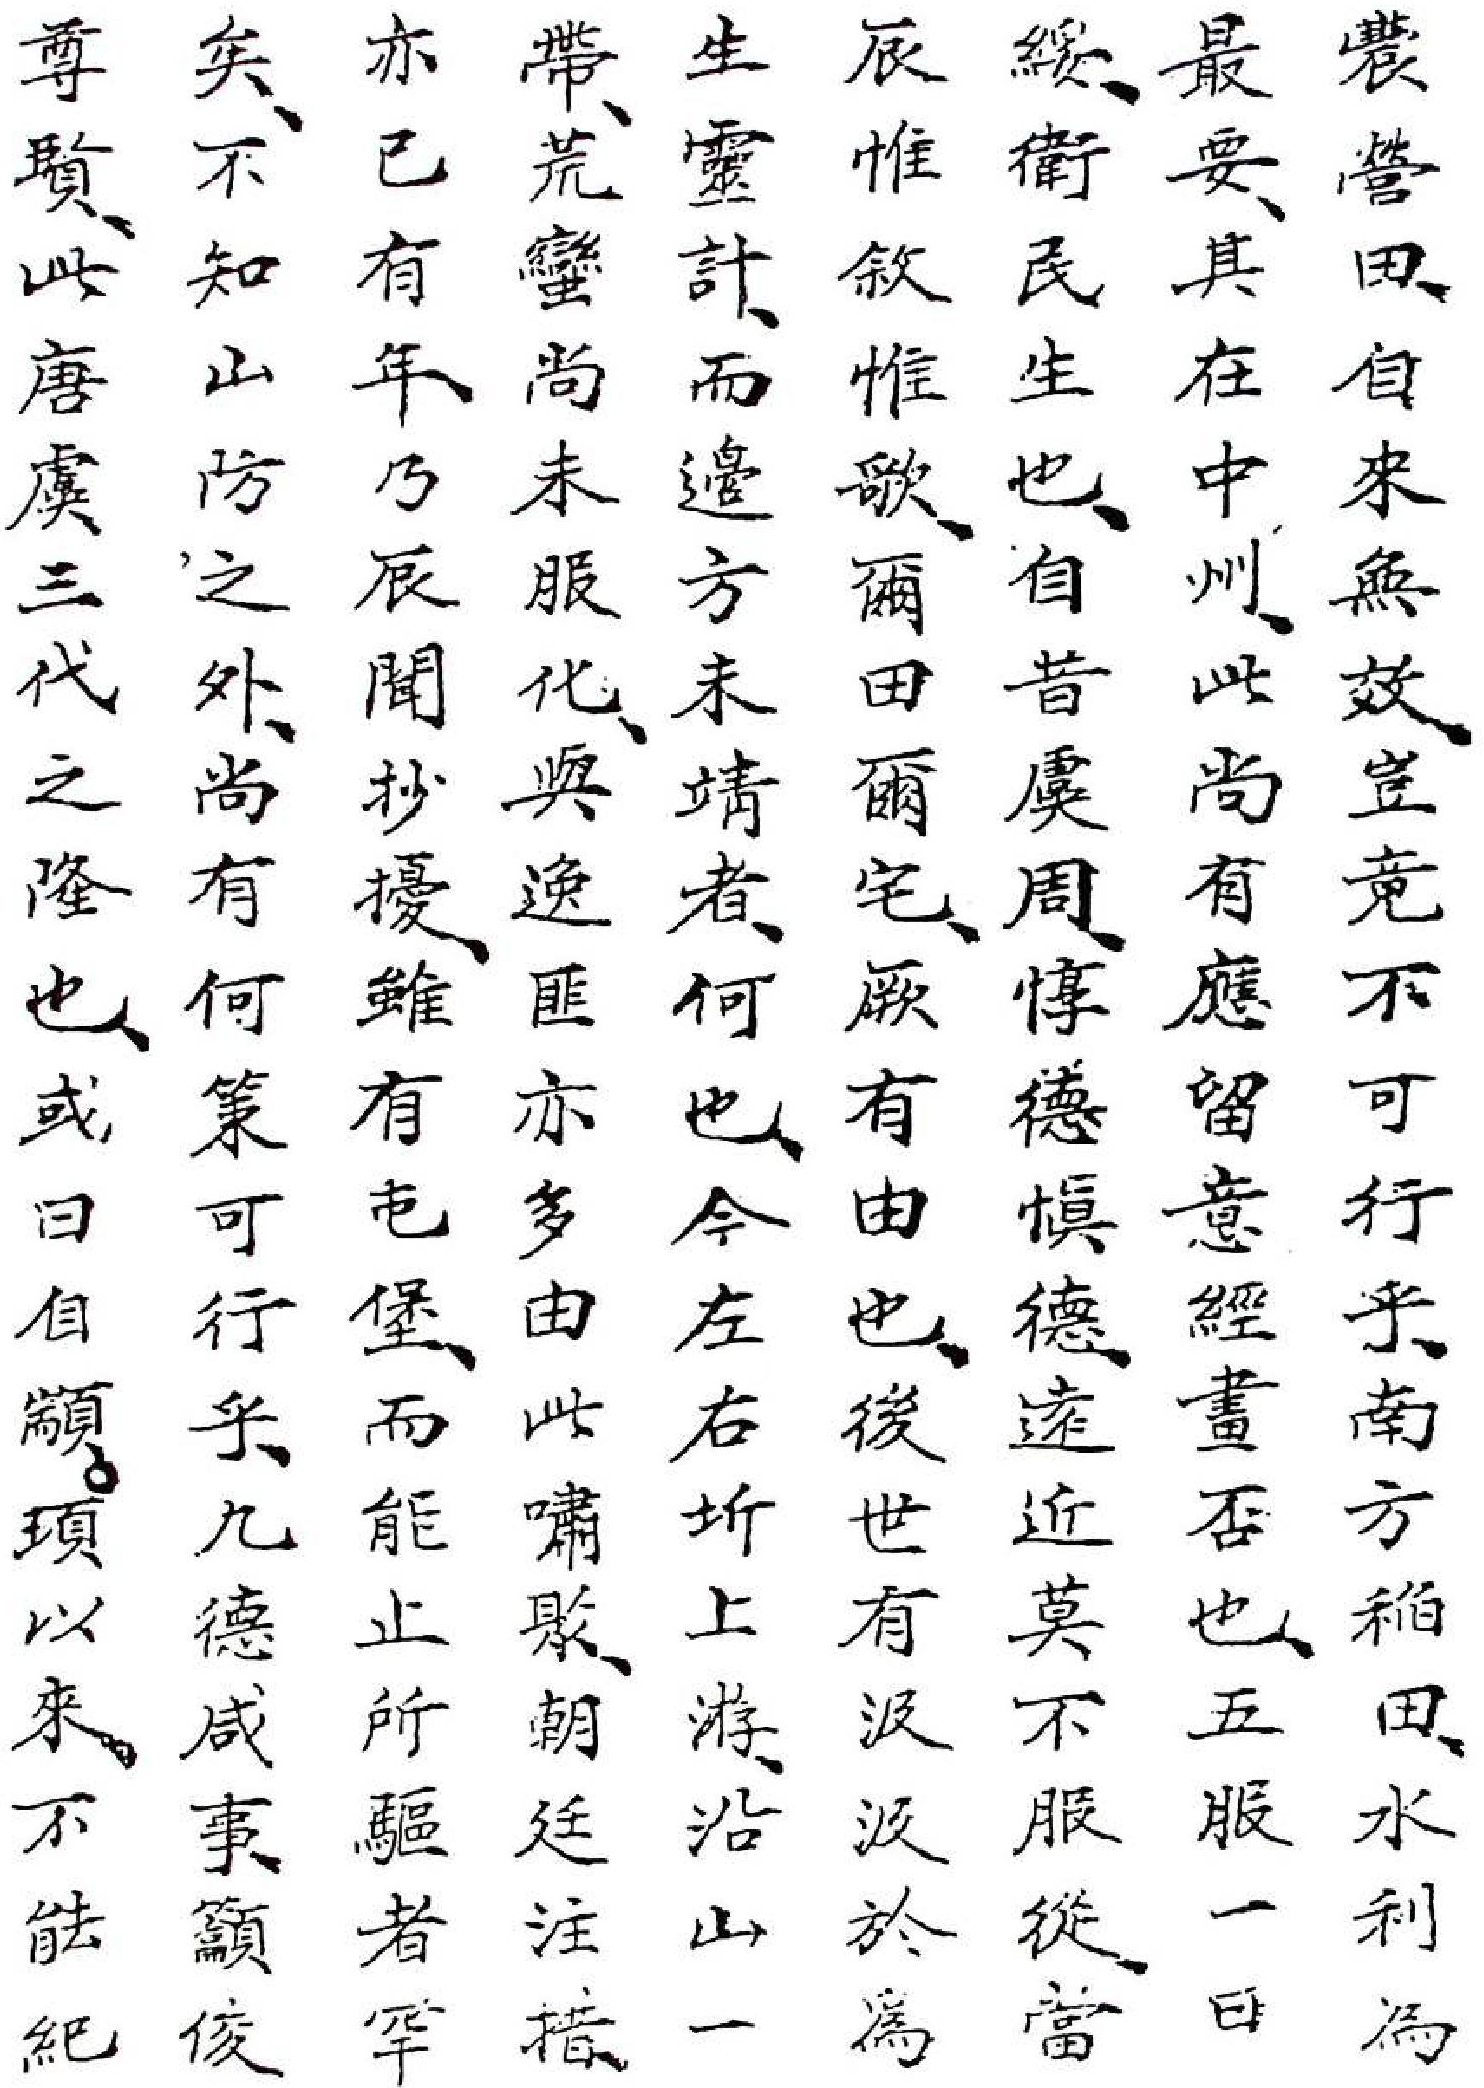 農營田、自來無效、豈竟不可行乎、南方稻田、水利為
最要、其在中州、此尚有應留意經畫否也、五服一曰
綏、衛民生也、自昔虞周、惇德愼德、遠近莫不服從、當
辰惟敘惟歌、爾田爾宅、厥有由也、後世有汲汲於爲
生靈計、而邊方未靖者、何也、今左右圻上游、沿山一
帶、荒蠻尚未服化、與逸匪亦多由此嘯聚、朝廷注措、
亦已有年、乃辰聞抄擾、雖有屯堡、而能止所驅者罕
矣、不知山防之外、尚有何策可行乎、九德咸事、籲俊
尊賢、此唐虞三代之隆也、或曰自顓頊以來、不能紀